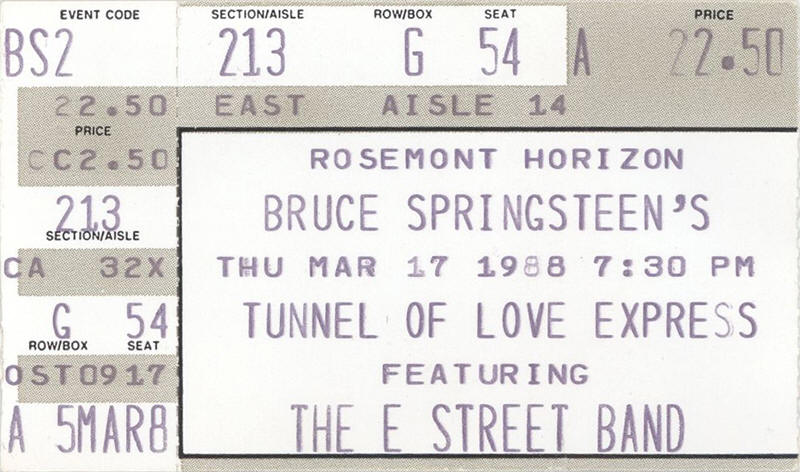 EVENT CODE SECTION/AISLE ROW/BOX SEAT PRICE
BS2 213 G 54 A 22.50
22.50 EAST AISLE 14
PRICE
CC2.50
ROSEMONT HORIZON
213
BRUCE SPRINGSTEEN'S
SECTION/AISLE
CA 32X
THU MAR 17 1988 7:30 PM
G 54
TUNNEL OF LOVE EXPRESS
ROW/BOX SEAT
OST0917
FEATURING
A 5MAR8
THE E STREET BAND